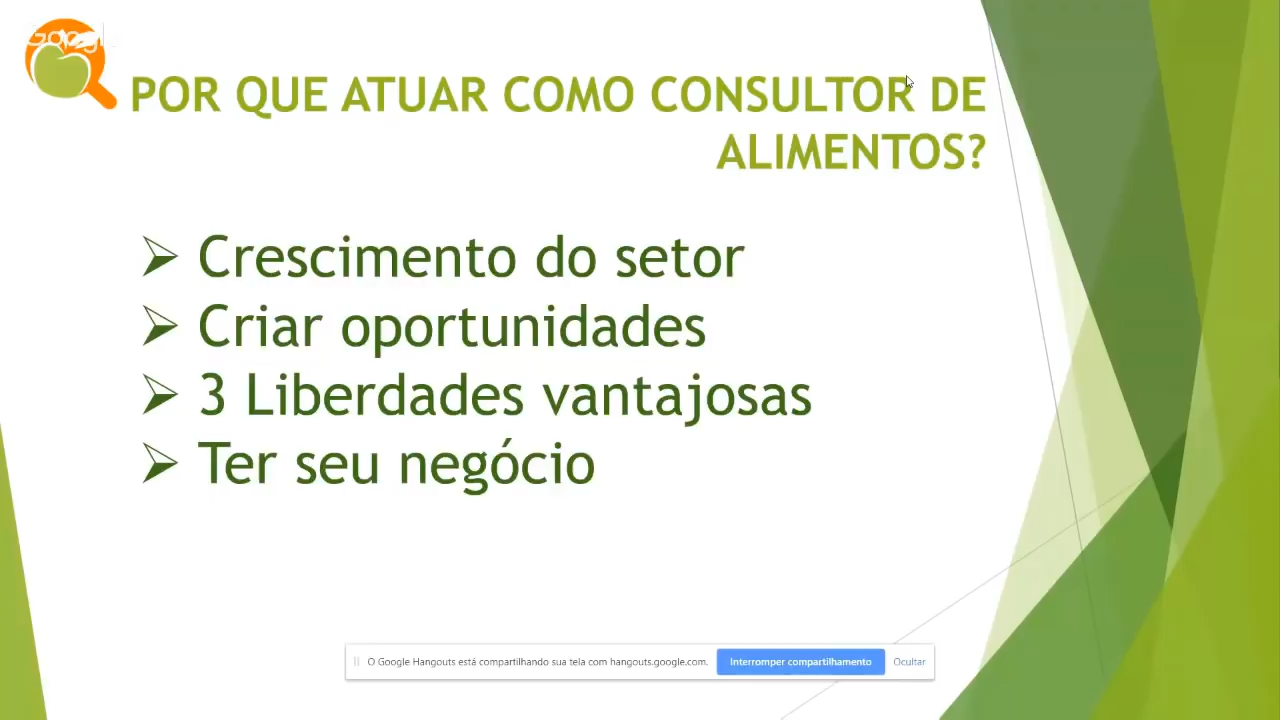 Google
POR QUE ATUAR COMO CONSULTOR DE
ALIMENTOS?
Crescimento do setor
Criar oportunidades
3 Liberdades vantajosas
Ter seu negócio
O Google Hangouts está compartilhando sua tela com hangouts.google.com.
Interromper compartilhamento
Ocultar